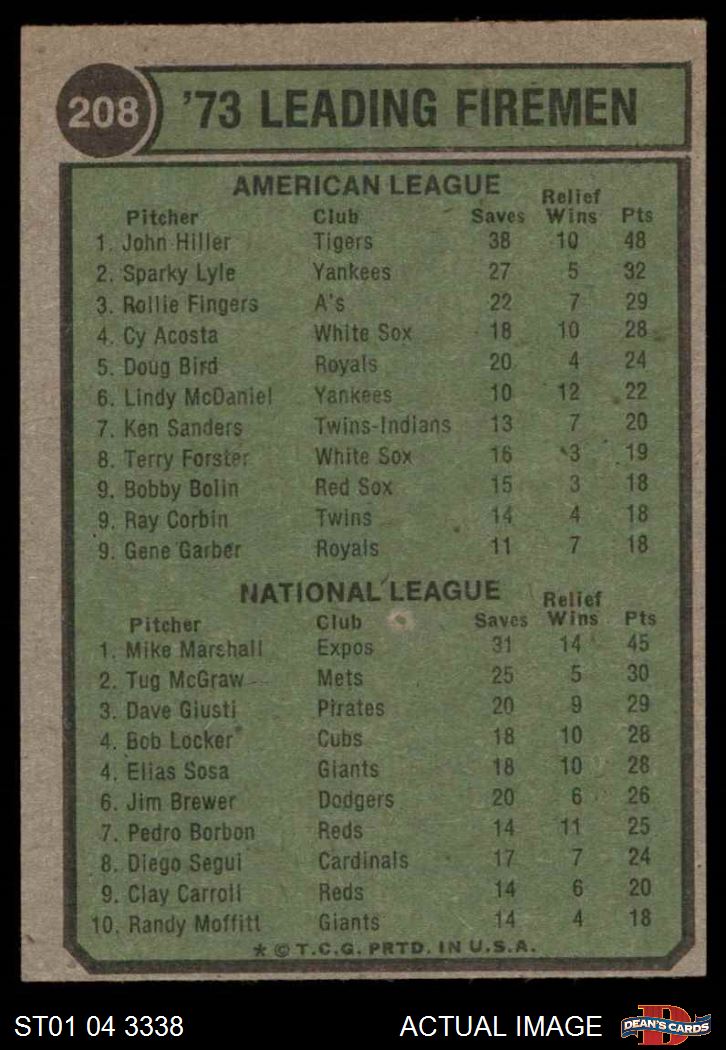 208 '73 LEADING FIREMEN
AMERICAN LEAGUE
Pitcher Club Saves Relief Wins Pts
1. John Hiller Tigers 38 10 48
2. Sparky Lyle Yankees 27 5 32
3. Rollie Fingers A's 22 7 29
4. Cy Acosta White Sox 18 10 28
5. Doug Bird Royals 20 4 24
6. Lindy McDaniel Yankees 10 12 22
7. Ken Sanders Twins-Indians 13 7 20
8. Terry Forster White Sox 16 3 19
9. Bobby Bolin Red Sox 15 3 18
9. Ray Corbin Twins 14 4 18
9. Gene Garber Royals 11 7 18
NATIONAL LEAGUE
Pitcher Club Saves Relief Wins Pts
1. Mike Marshall Expos 31 14 45
2. Tug McGraw Mets 25 5 30
3. Dave Giusti Pirates 20 9 29
4. Bob Locker Cubs 18 10 28
4. Elias Sosa Giants 18 10 28
6. Jim Brewer Dodgers 20 6 26
7. Pedro Borbon Reds 14 11 25
8. Diego Segui Cardinals 17 7 24
9. Clay Carroll Reds 14 6 20
10. Randy Moffitt Giants 14 4 18
* © T.C.G. PRTD. IN U.S.A.
ST01 04 3338 ACTUAL IMAGE D DEAN'S CARDS